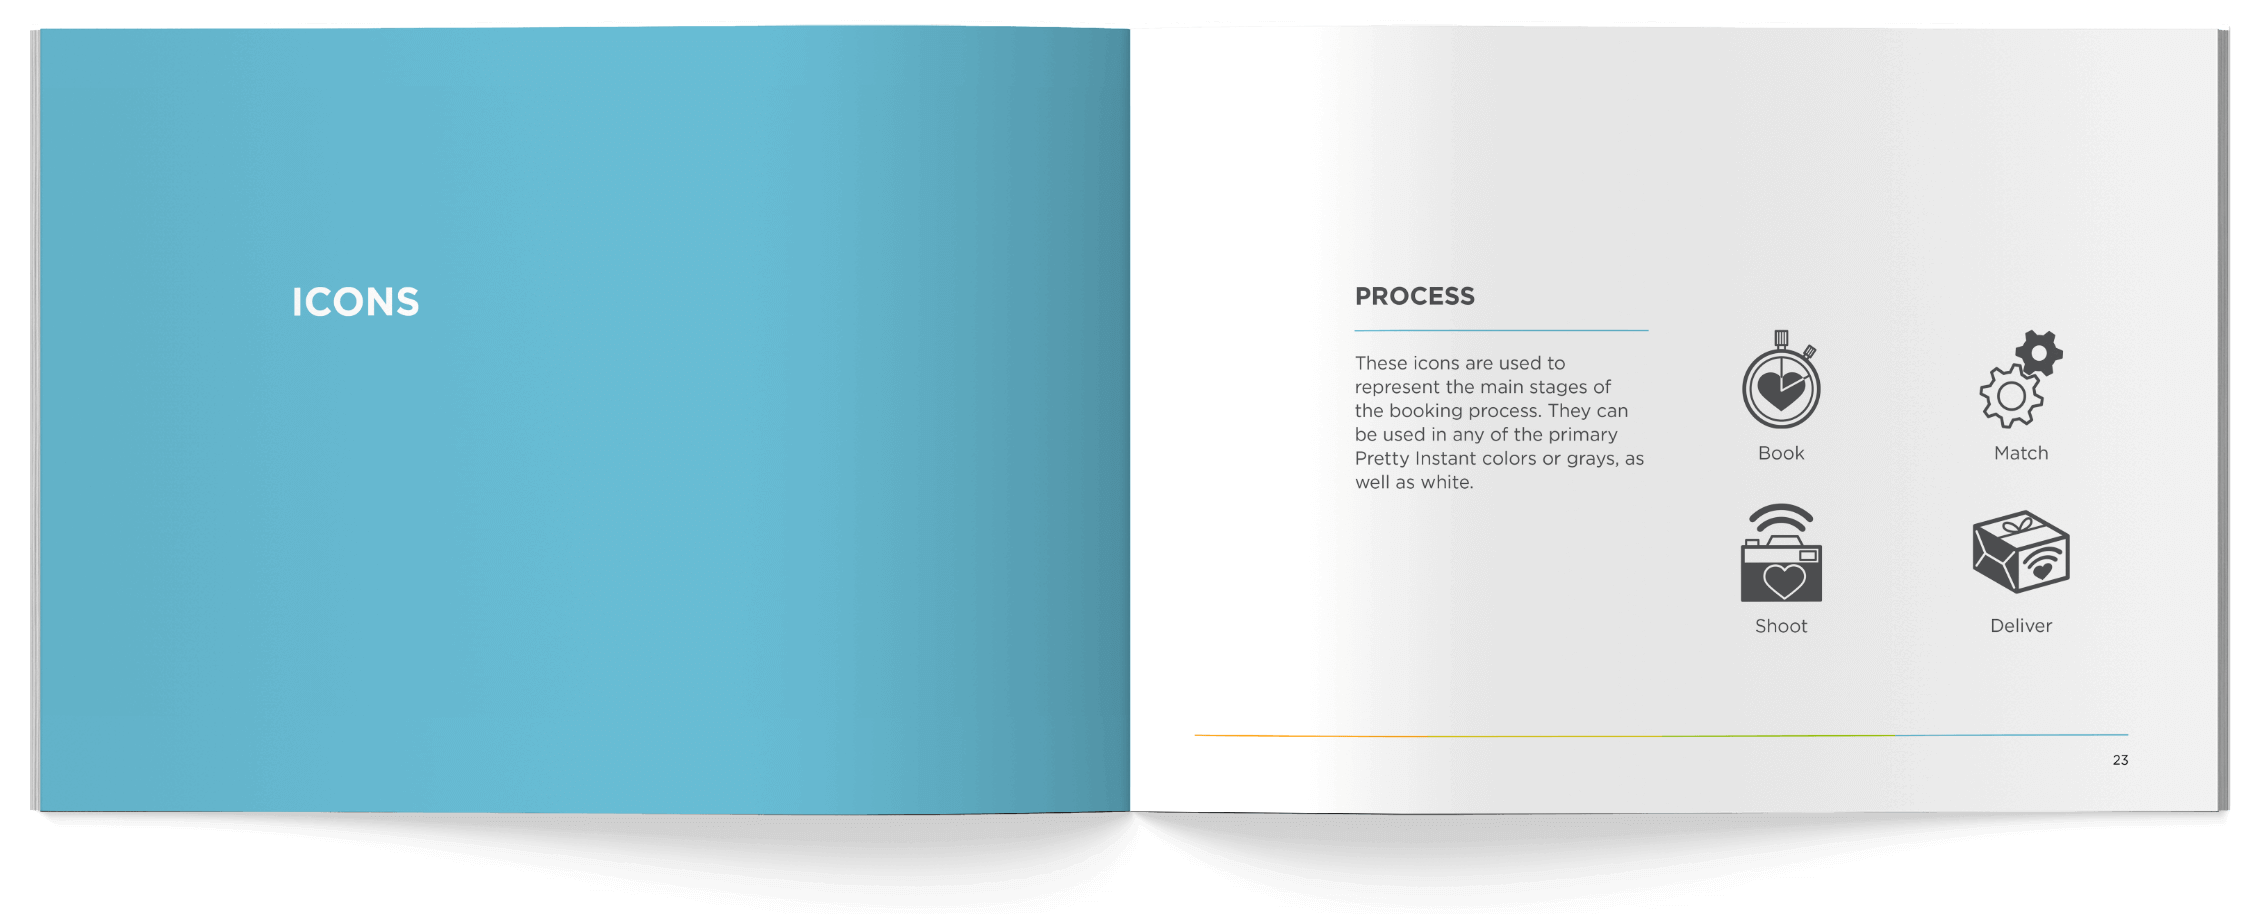 ICONS
PROCESS
These icons are used to
represent the main stages of
the booking process. They can
be used in any of the primary
Pretty Instant colors or grays, as
well as white.
Book
Match
Shoot
Deliver
23